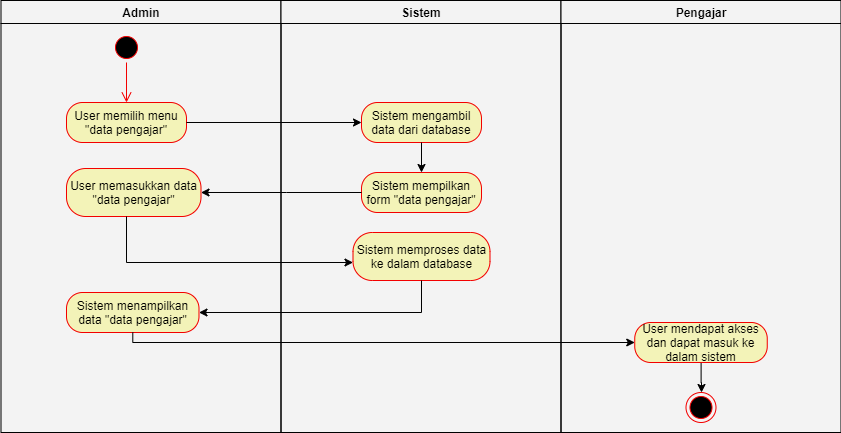 Admin
Sistem
Pengajar
User memilih menu
"data pengajar"
Sistem mengambil
data dari database
User memasukkan data
"data pengajar"
Sistem mempilkan
form "data pengajar"
Sistem memproses data
ke dalam database
Sistem menampilkan
data "data pengajar"
User mendapat akses
dan dapat masuk ke
dalam sistem